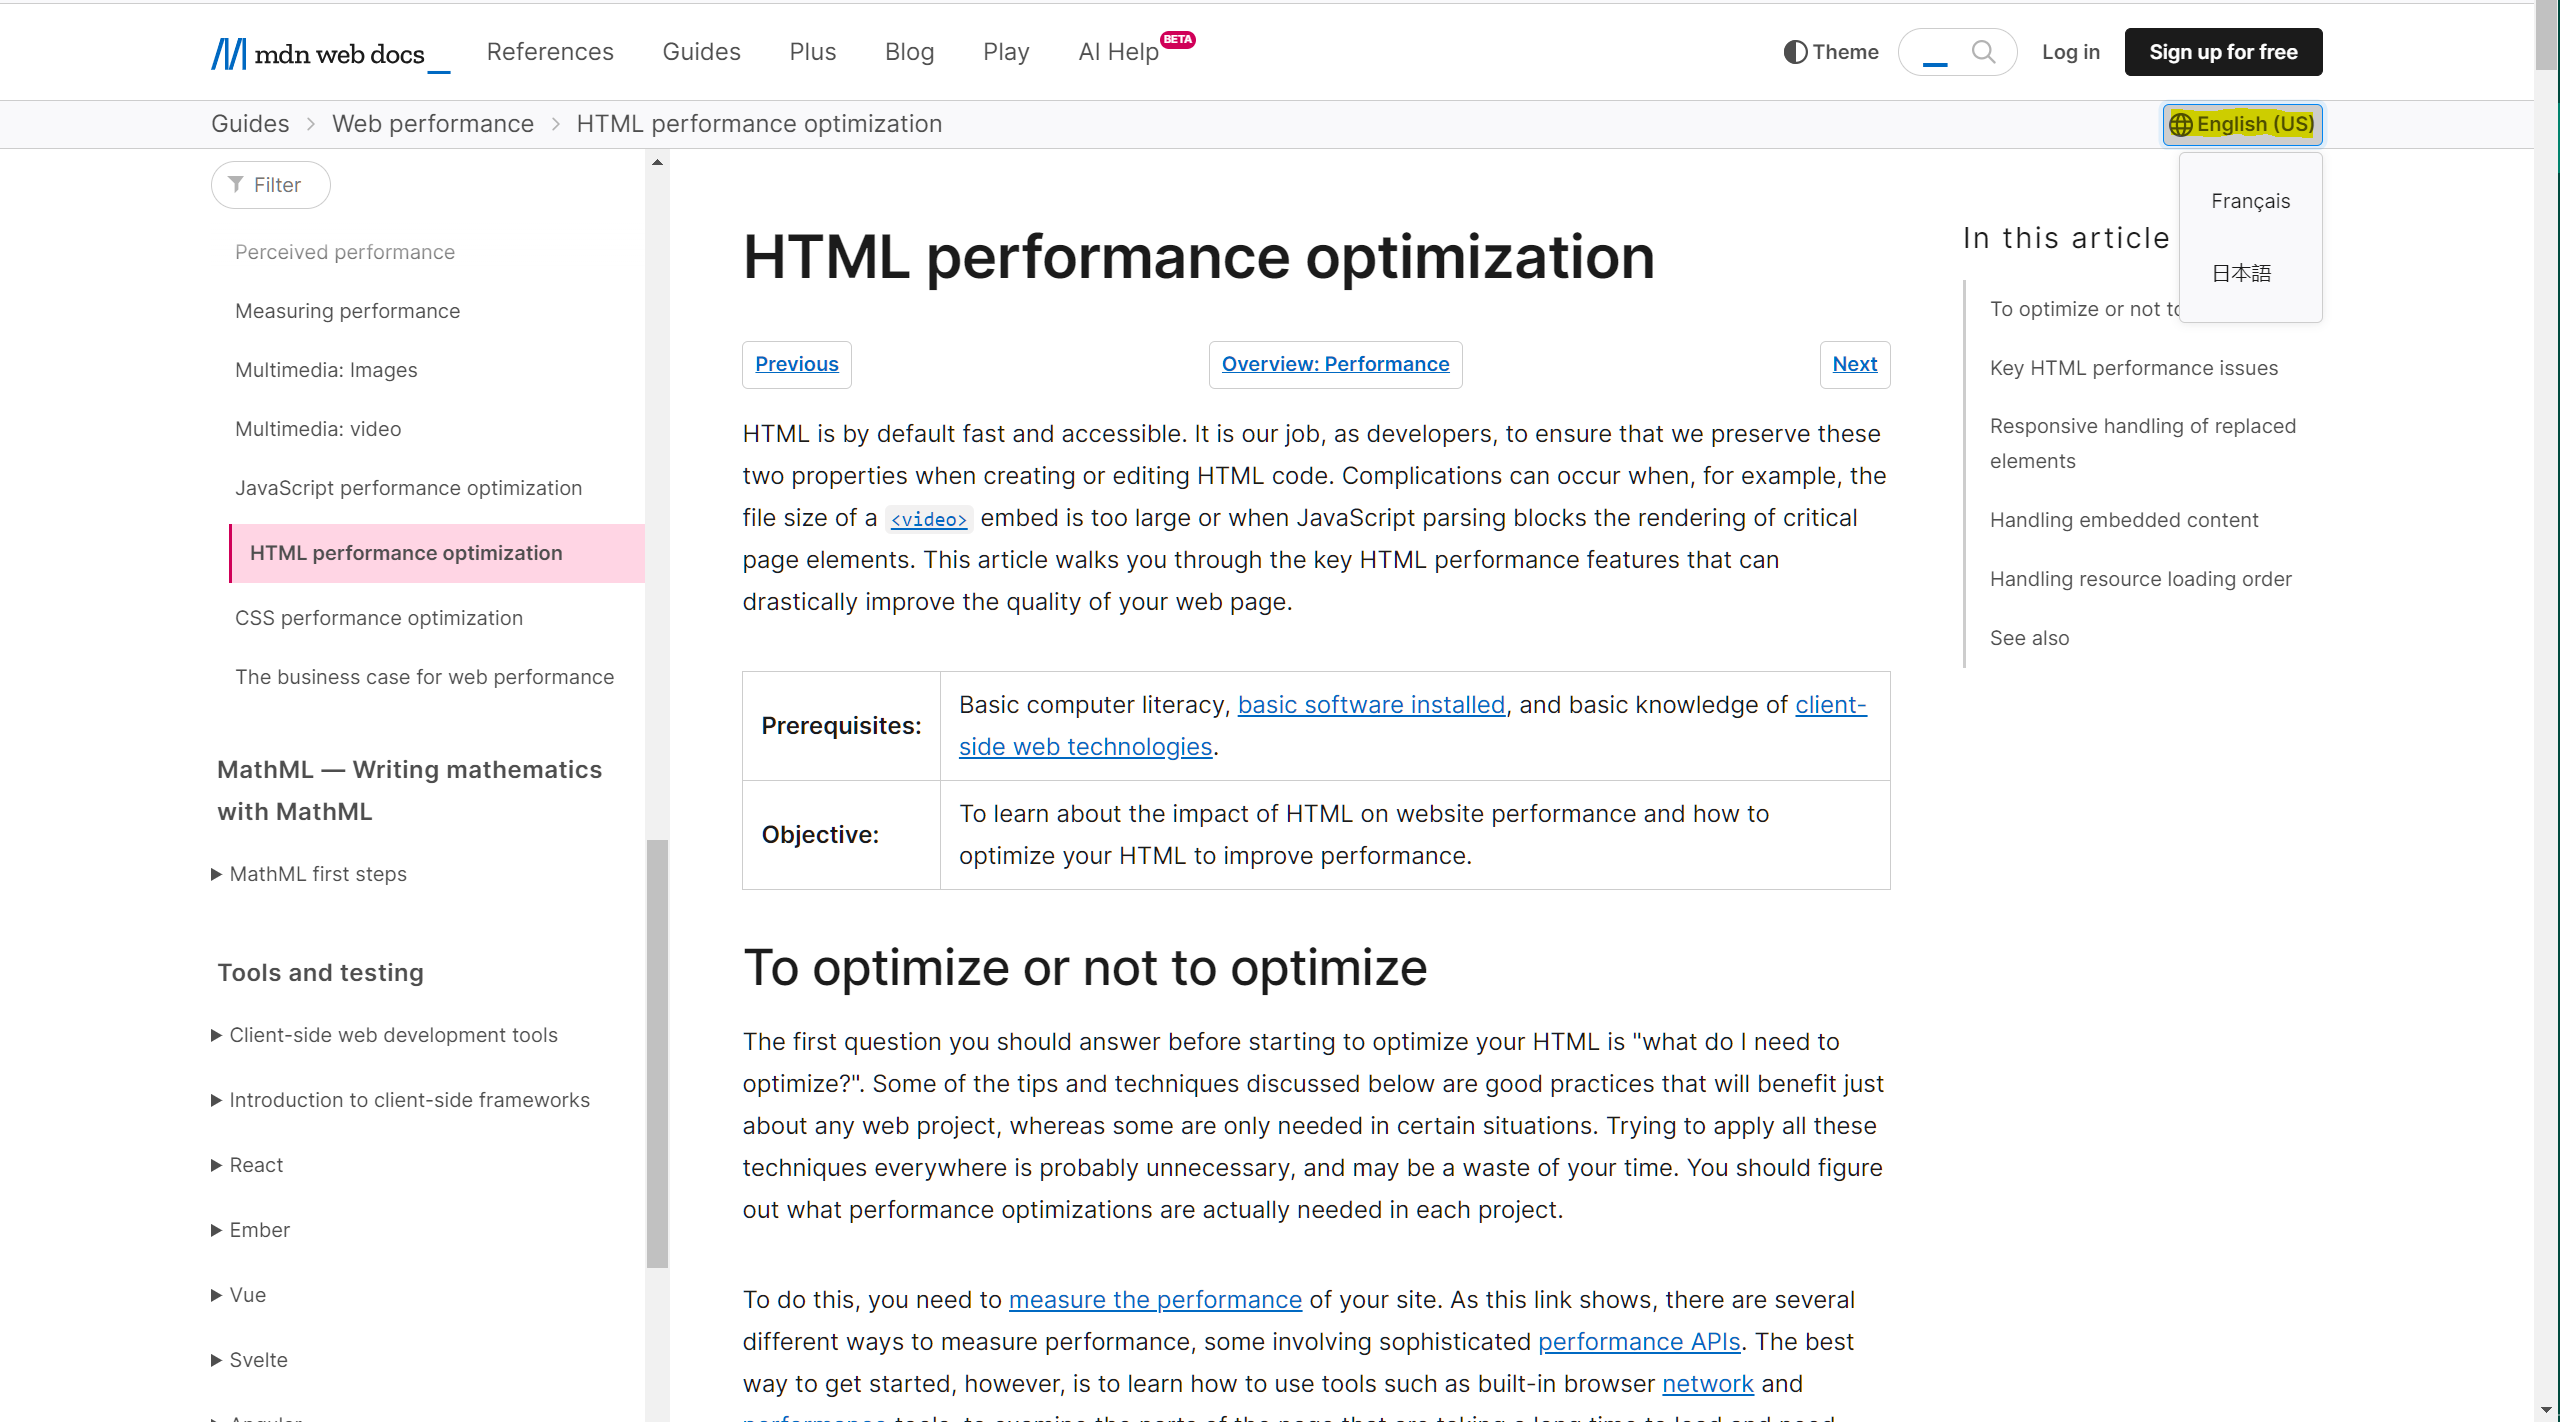 mdn web docs
References
Guides
Plus
Blog
Play
AI Help
BETA
Theme
Log in
Sign up for free
Guides
Web performance
HTML performance optimization
English (US)
Français
日本語
Filter
Perceived performance
Measuring performance
Multimedia: Images
Multimedia: video
JavaScript performance optimization
HTML performance optimization
CSS performance optimization
The business case for web performance
MathML — Writing mathematics
with MathML
MathML first steps
Tools and testing
Client-side web development tools
Introduction to client-side frameworks
React
Ember
Vue
Svelte
HTML performance optimization
Previous
Overview: Performance
Next
HTML is by default fast and accessible. It is our job, as developers, to ensure that we preserve these
two properties when creating or editing HTML code. Complications can occur when, for example, the
file size of a <video> embed is too large or when JavaScript parsing blocks the rendering of critical
page elements. This article walks you through the key HTML performance features that can
drastically improve the quality of your web page.
Prerequisites:
Basic computer literacy, basic software installed, and basic knowledge of client-
side web technologies.
Objective:
To learn about the impact of HTML on website performance and how to
optimize your HTML to improve performance.
To optimize or not to optimize
The first question you should answer before starting to optimize your HTML is "what do I need to
optimize?". Some of the tips and techniques discussed below are good practices that will benefit just
about any web project, whereas some are only needed in certain situations. Trying to apply all these
techniques everywhere is probably unnecessary, and may be a waste of your time. You should figure
out what performance optimizations are actually needed in each project.
To do this, you need to measure the performance of your site. As this link shows, there are several
different ways to measure performance, some involving sophisticated performance APIs. The best
way to get started, however, is to learn how to use tools such as built-in browser network and
In this article
To optimize or not
Key HTML performance issues
Responsive handling of replaced
elements
Handling embedded content
Handling resource loading order
See also